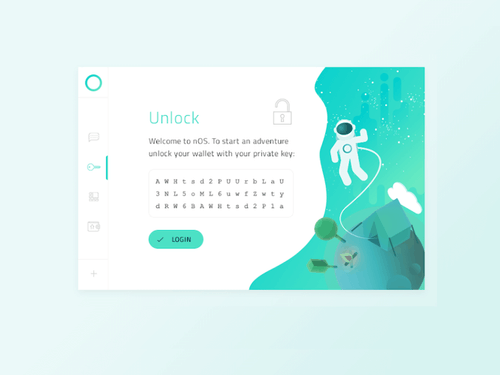 Unlock
Welcome to nOS. To start an adventure
unlock your wallet with your private key:
A W H t s d 2 P U U r b L a U
3 N L 5 o M L 6 u w f Z w t y
d R W 6 B A W H t s d 2 P l a
LOGIN